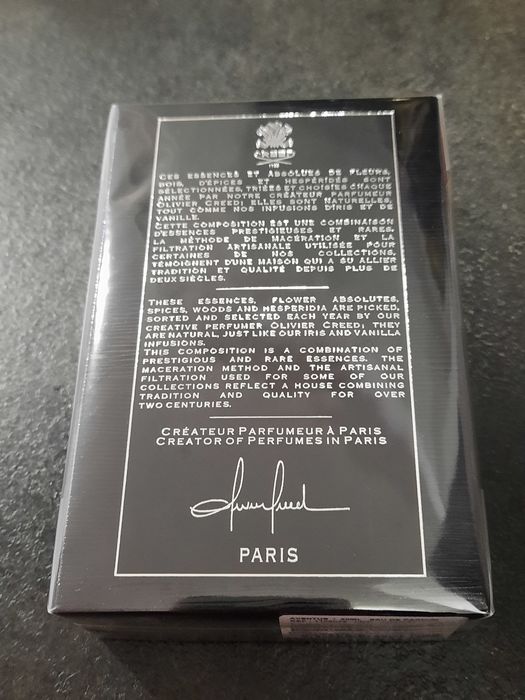 CREED
CES ESSENCES ET ABSOLUES DE FLEURS,
BOIS, D'ÉPICES ET HESPÉRIDÉS SONT
SÉLECTIONNÉES, TRIÉES ET CHOISIES CHAQUE
ANNÉE PAR NOTRE CRÉATEUR PARFUMEUR
OLIVIER CREED; ELLES SONT NATURELLES,
TOUT COMME NOS INFUSIONS D'IRIS ET DE
VANILLE.
CETTE COMPOSITION EST UNE COMBINAISON
D'ESSENCES PRESTIGIEUSES ET RARES.
LA MÉTHODE DE MACÉRATION ET LA
FILTRATION ARTISANALE UTILISÉE POUR
CERTAINES DE NOS COLLECTIONS,
TÉMOIGNENT D'UNE MAISON QUI A SU ALLIER
TRADITION ET QUALITÉ DEPUIS PLUS DE
DEUX SIÈCLES.
THESE ESSENCES, FLOWER ABSOLUTES,
SPICES, WOODS AND HESPERIDIA ARE PICKED,
SORTED AND SELECTED EACH YEAR BY OUR
CREATIVE PERFUMER OLIVIER CREED; THEY
ARE NATURAL, JUST LIKE OUR IRIS AND VANILLA
INFUSIONS.
THIS COMPOSITION IS A COMBINATION OF
PRESTIGIOUS AND RARE ESSENCES. THE
MACERATION METHOD AND THE ARTISANAL
FILTRATION USED FOR SOME OF OUR
COLLECTIONS REFLECT A HOUSE COMBINING
TRADITION AND QUALITY FOR OVER
TWO CENTURIES.
CRÉATEUR PARFUMEUR À PARIS
CREATOR OF PERFUMES IN PARIS
Olivier Creed
PARIS